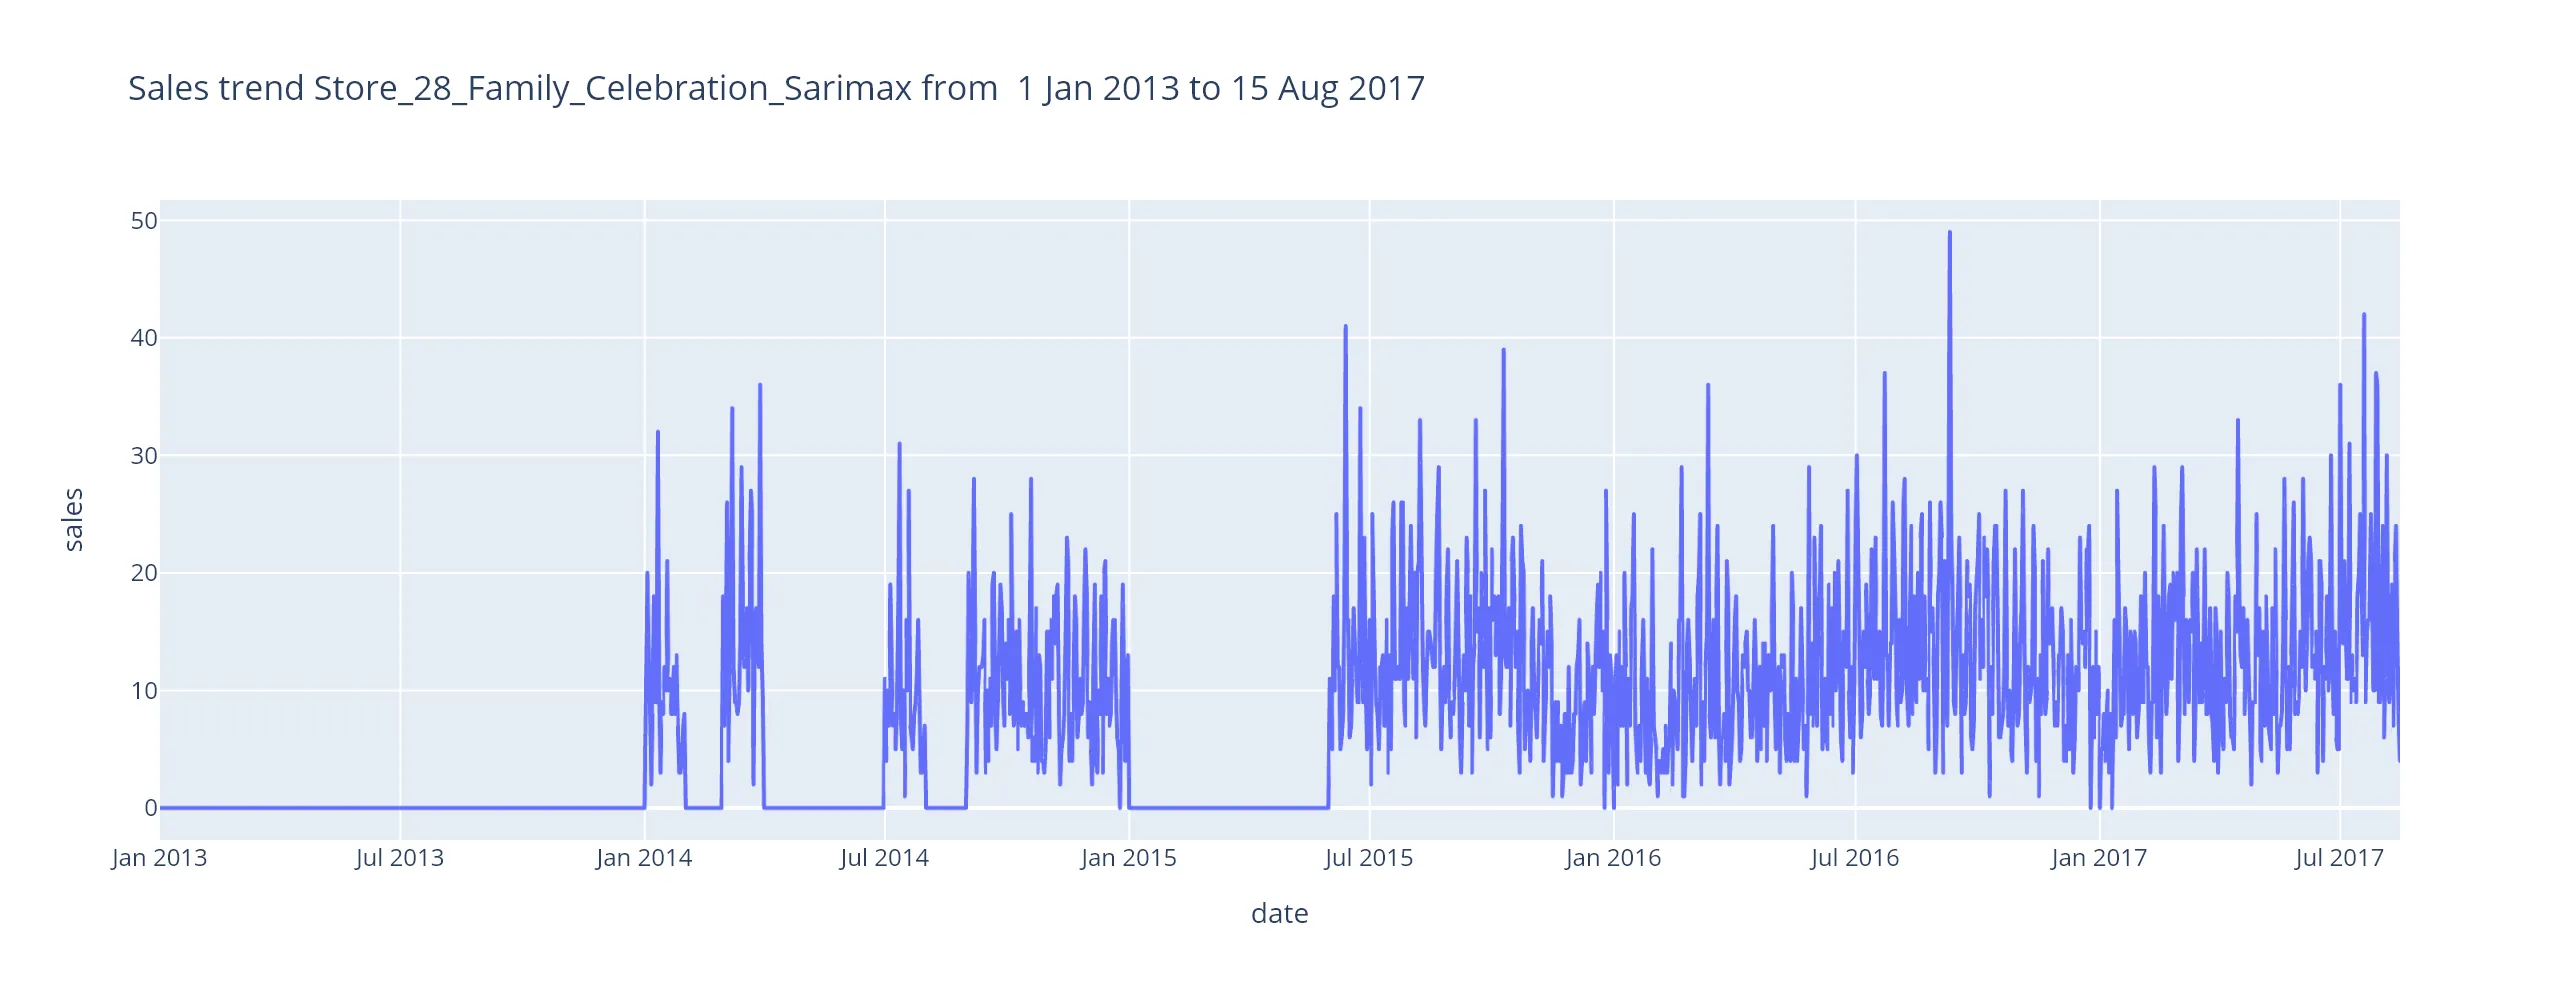 Sales trend Store_28_Family_Celebration_Sarimax from  1 Jan 2013 to 15 Aug 2017
50
40
30
20
10
0
sales
Jan 2013 Jul 2013 Jan 2014 Jul 2014 Jan 2015 Jul 2015 Jan 2016 Jul 2016 Jan 2017 Jul 2017
date